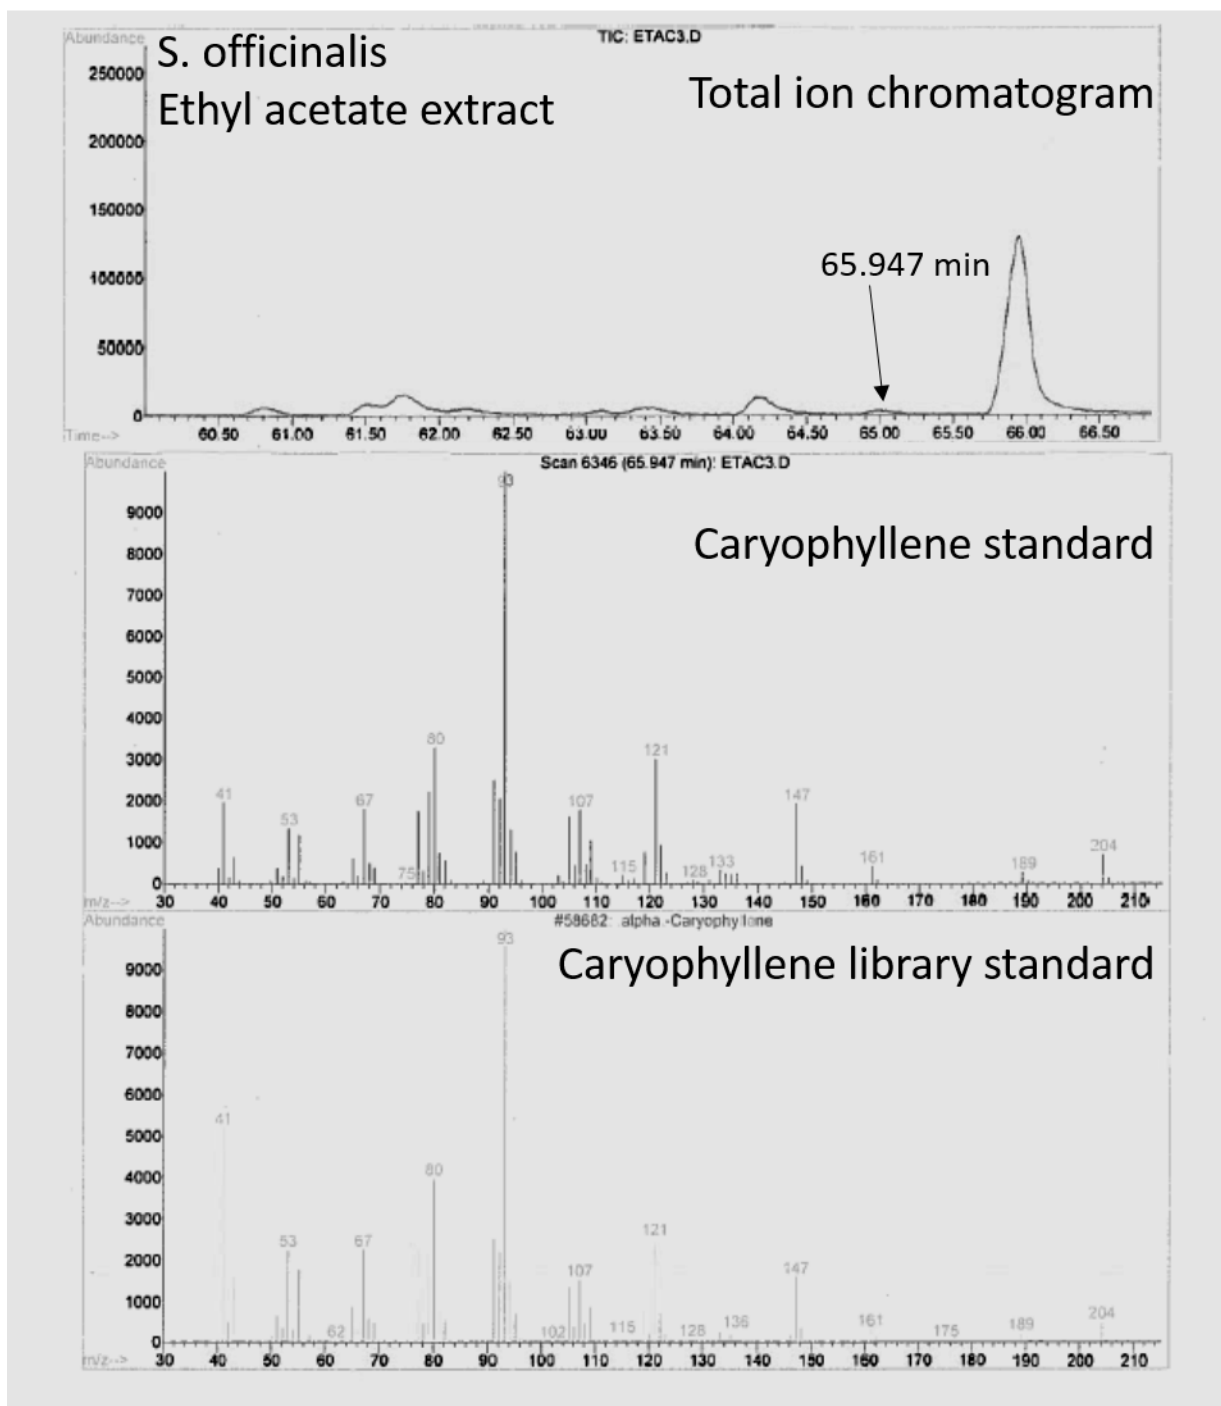 Abundance
TIC: ETAC3.D
S. officinalis
Ethyl acetate extract
Total ion chromatogram
65.947 min
250000
200000
150000
100000
50000
0
Time-->
60.50 61.00 61.50 62.00 62.50 63.00 63.50 64.00 64.50 65.00 65.50 66.00 66.50
Abundance
Scan 6346 (65.947 min): ETAC3.D
Caryophyllene standard
93
9000
8000
7000
6000
5000
4000
3000
2000
1000
0
41 53 67 75 80 107 115 121 128 133 147 161 189 204
m/z-->
30 40 50 60 70 80 90 100 110 120 130 140 150 160 170 180 190 200 210
Abundance
#58682: alpha.-Caryophyllene
Caryophyllene library standard
93
9000
8000
7000
6000
5000
4000
3000
2000
1000
0
41 53 62 67 80 102 107 115 121 128 136 147 161 175 189 204
m/z-->
30 40 50 60 70 80 90 100 110 120 130 140 150 160 170 180 190 200 210